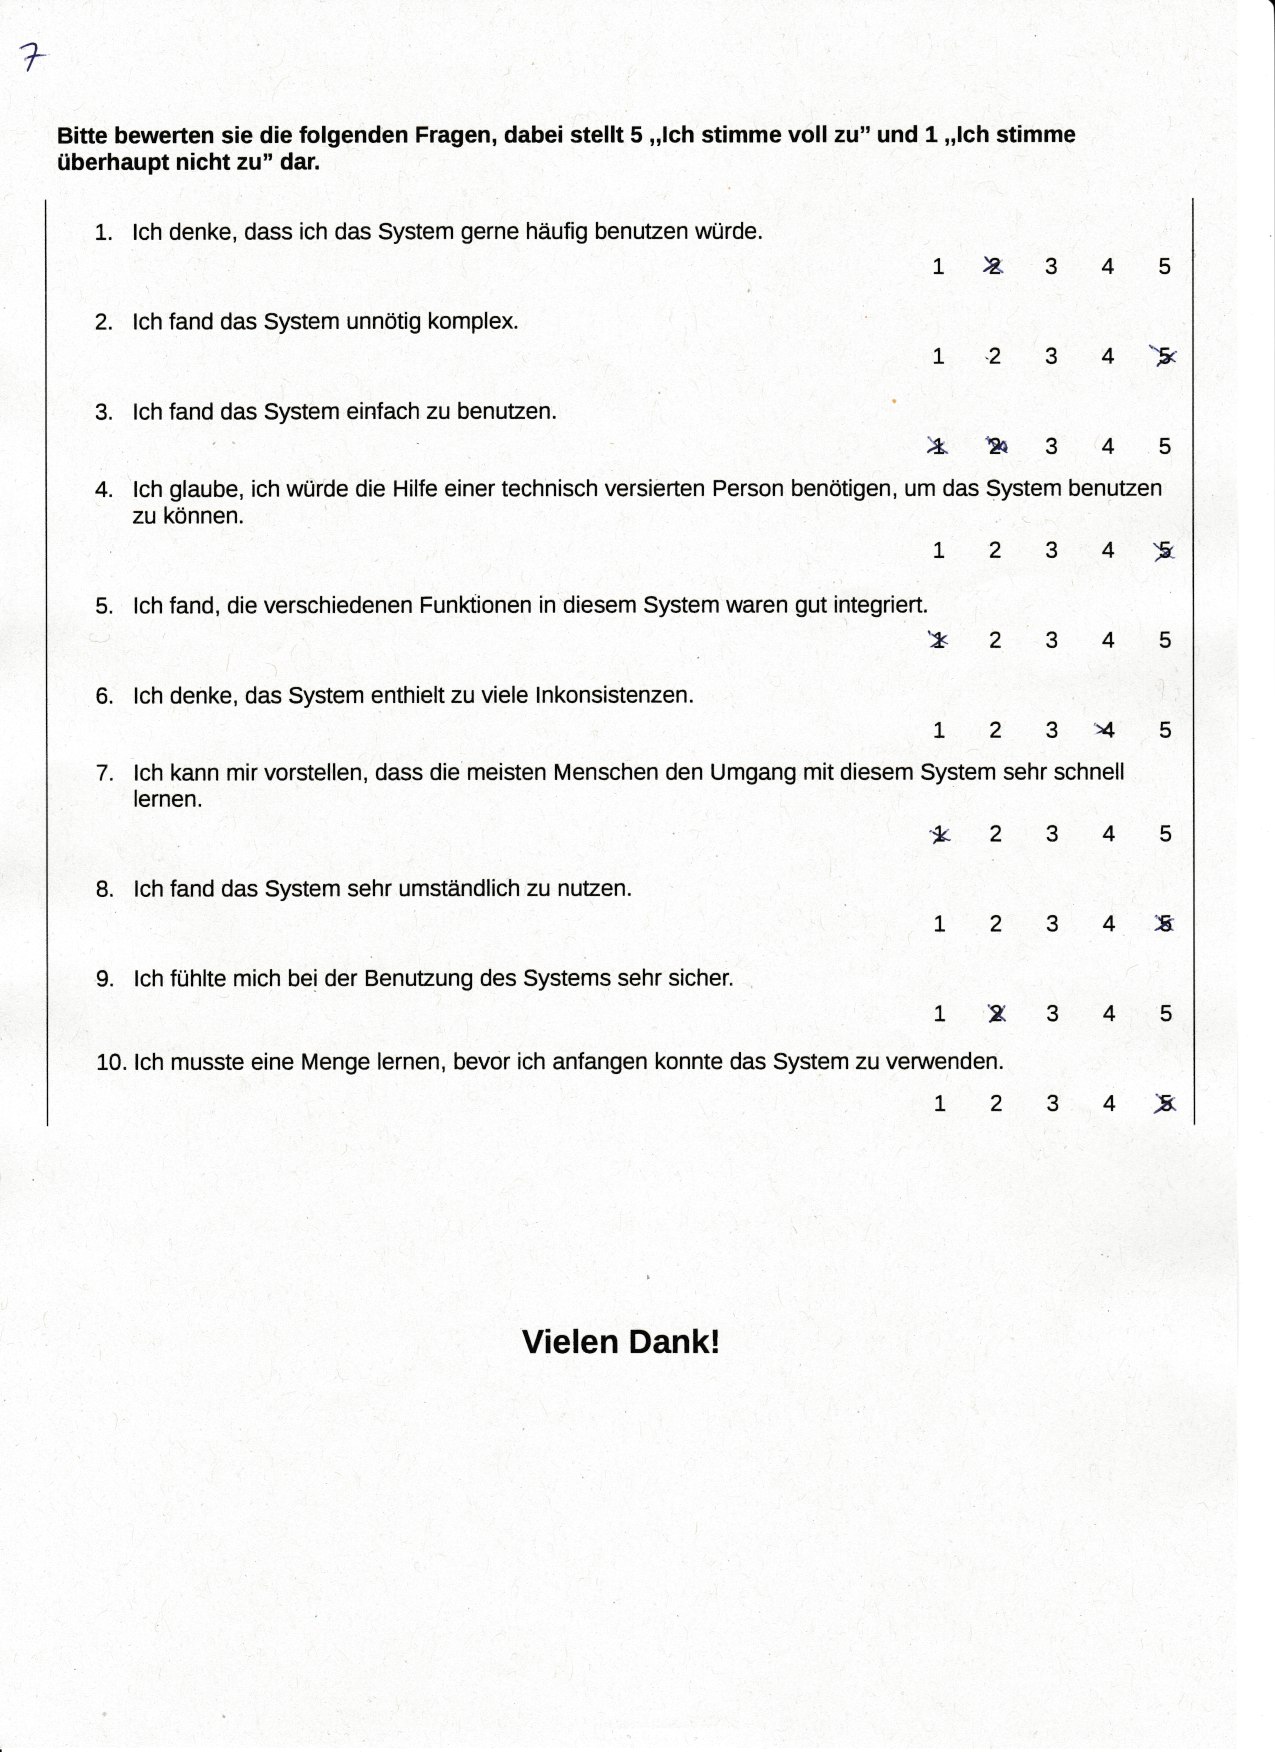 7
Bitte bewerten sie die folgenden Fragen, dabei stellt 5 „Ich stimme voll zu” und 1 „Ich stimme
überhaupt nicht zu” dar.
1. Ich denke, dass ich das System gerne häufig benutzen würde.
1 2 3 4 5
2. Ich fand das System unnötig komplex.
1 2 3 4 5
3. Ich fand das System einfach zu benutzen.
1 2 3 4 5
4. Ich glaube, ich würde die Hilfe einer technisch versierten Person benötigen, um das System benutzen
zu können.
1 2 3 4 5
5. Ich fand, die verschiedenen Funktionen in diesem System waren gut integriert.
1 2 3 4 5
6. Ich denke, das System enthielt zu viele Inkonsistenzen.
1 2 3 4 5
7. Ich kann mir vorstellen, dass die meisten Menschen den Umgang mit diesem System sehr schnell
lernen.
1 2 3 4 5
8. Ich fand das System sehr umständlich zu nutzen.
1 2 3 4 5
9. Ich fühlte mich bei der Benutzung des Systems sehr sicher.
1 2 3 4 5
10. Ich musste eine Menge lernen, bevor ich anfangen konnte das System zu verwenden.
1 2 3 4 5
Vielen Dank!